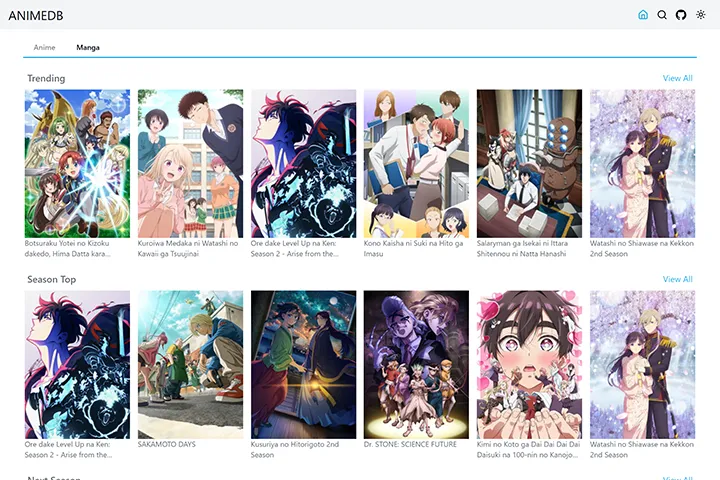 ANIMEDB
Anime
Manga
Trending
View All
Botsuraku Yotei no Kizoku
dakedo, Hima Datta kara...
Kuroiwa Medaka ni Watashi no
Kawaii ga Tsuujinai
Ore dake Level Up na Ken:
Season 2 - Arise from the...
Kono Kaisha ni Suki na Hito ga
Imasu
Salaryman ga Isekai ni Ittara
Shitennou ni Natta Hanashi
Watashi no Shiawase na Kekkon
2nd Season
Season Top
View All
Ore dake Level Up na Ken:
Season 2 - Arise from the...
SAKAMOTO DAYS
Kusuriya no Hitorigoto 2nd
Season
Dr. STONE: SCIENCE FUTURE
Kimi no Koto ga Dai Dai Dai Dai
Daisuki na 100-nin no Kanojo...
Watashi no Shiawase na Kekkon
2nd Season
Next Season
View All